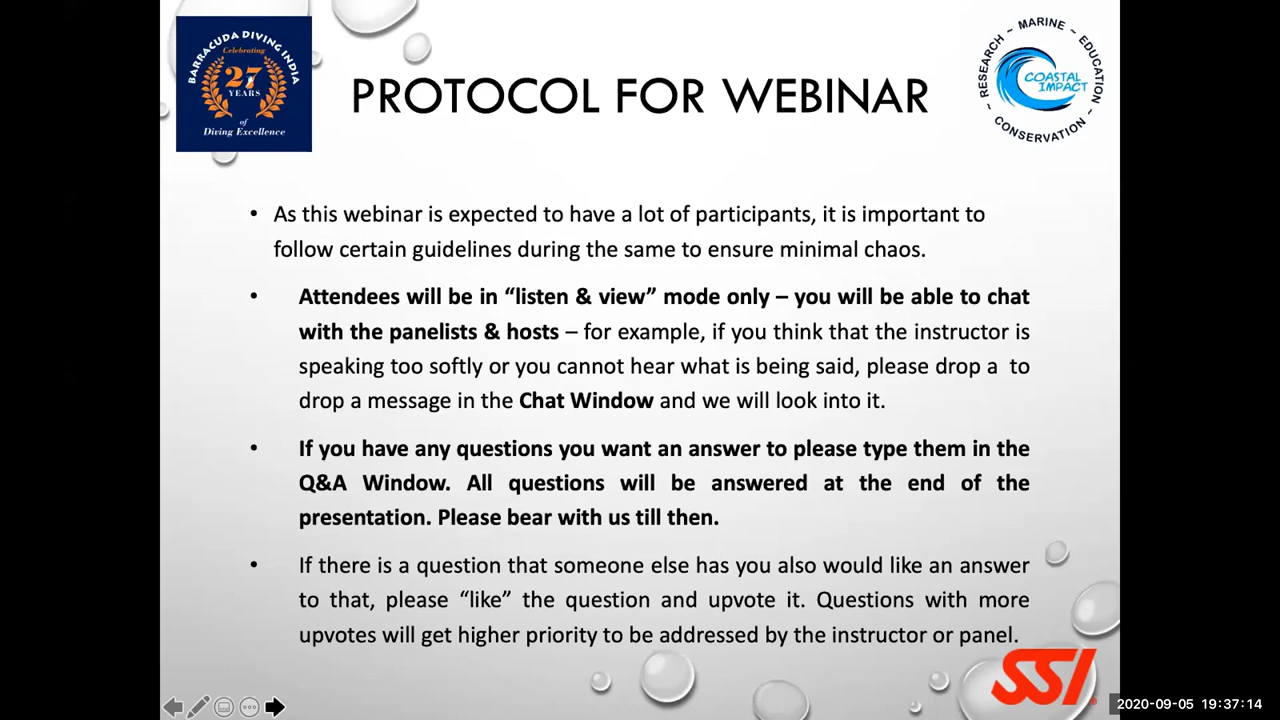 BARRACUDA DIVING INDIA
Celebrating
27
YEARS
of
Diving Excellence
PROTOCOL FOR WEBINAR
RESEARCH ~ MARINE ~ EDUCATION ~ CONSERVATION ~
COASTAL
IMPACT
• As this webinar is expected to have a lot of participants, it is important to
follow certain guidelines during the same to ensure minimal chaos.
• Attendees will be in “listen & view” mode only – you will be able to chat
with the panelists & hosts – for example, if you think that the instructor is
speaking too softly or you cannot hear what is being said, please drop a to
drop a message in the Chat Window and we will look into it.
• If you have any questions you want an answer to please type them in the
Q&A Window. All questions will be answered at the end of the
presentation. Please bear with us till then.
• If there is a question that someone else has you also would like an answer
to that, please “like” the question and upvote it. Questions with more
upvotes will get higher priority to be addressed by the instructor or panel.
SSI
2020-09-05 19:37:14